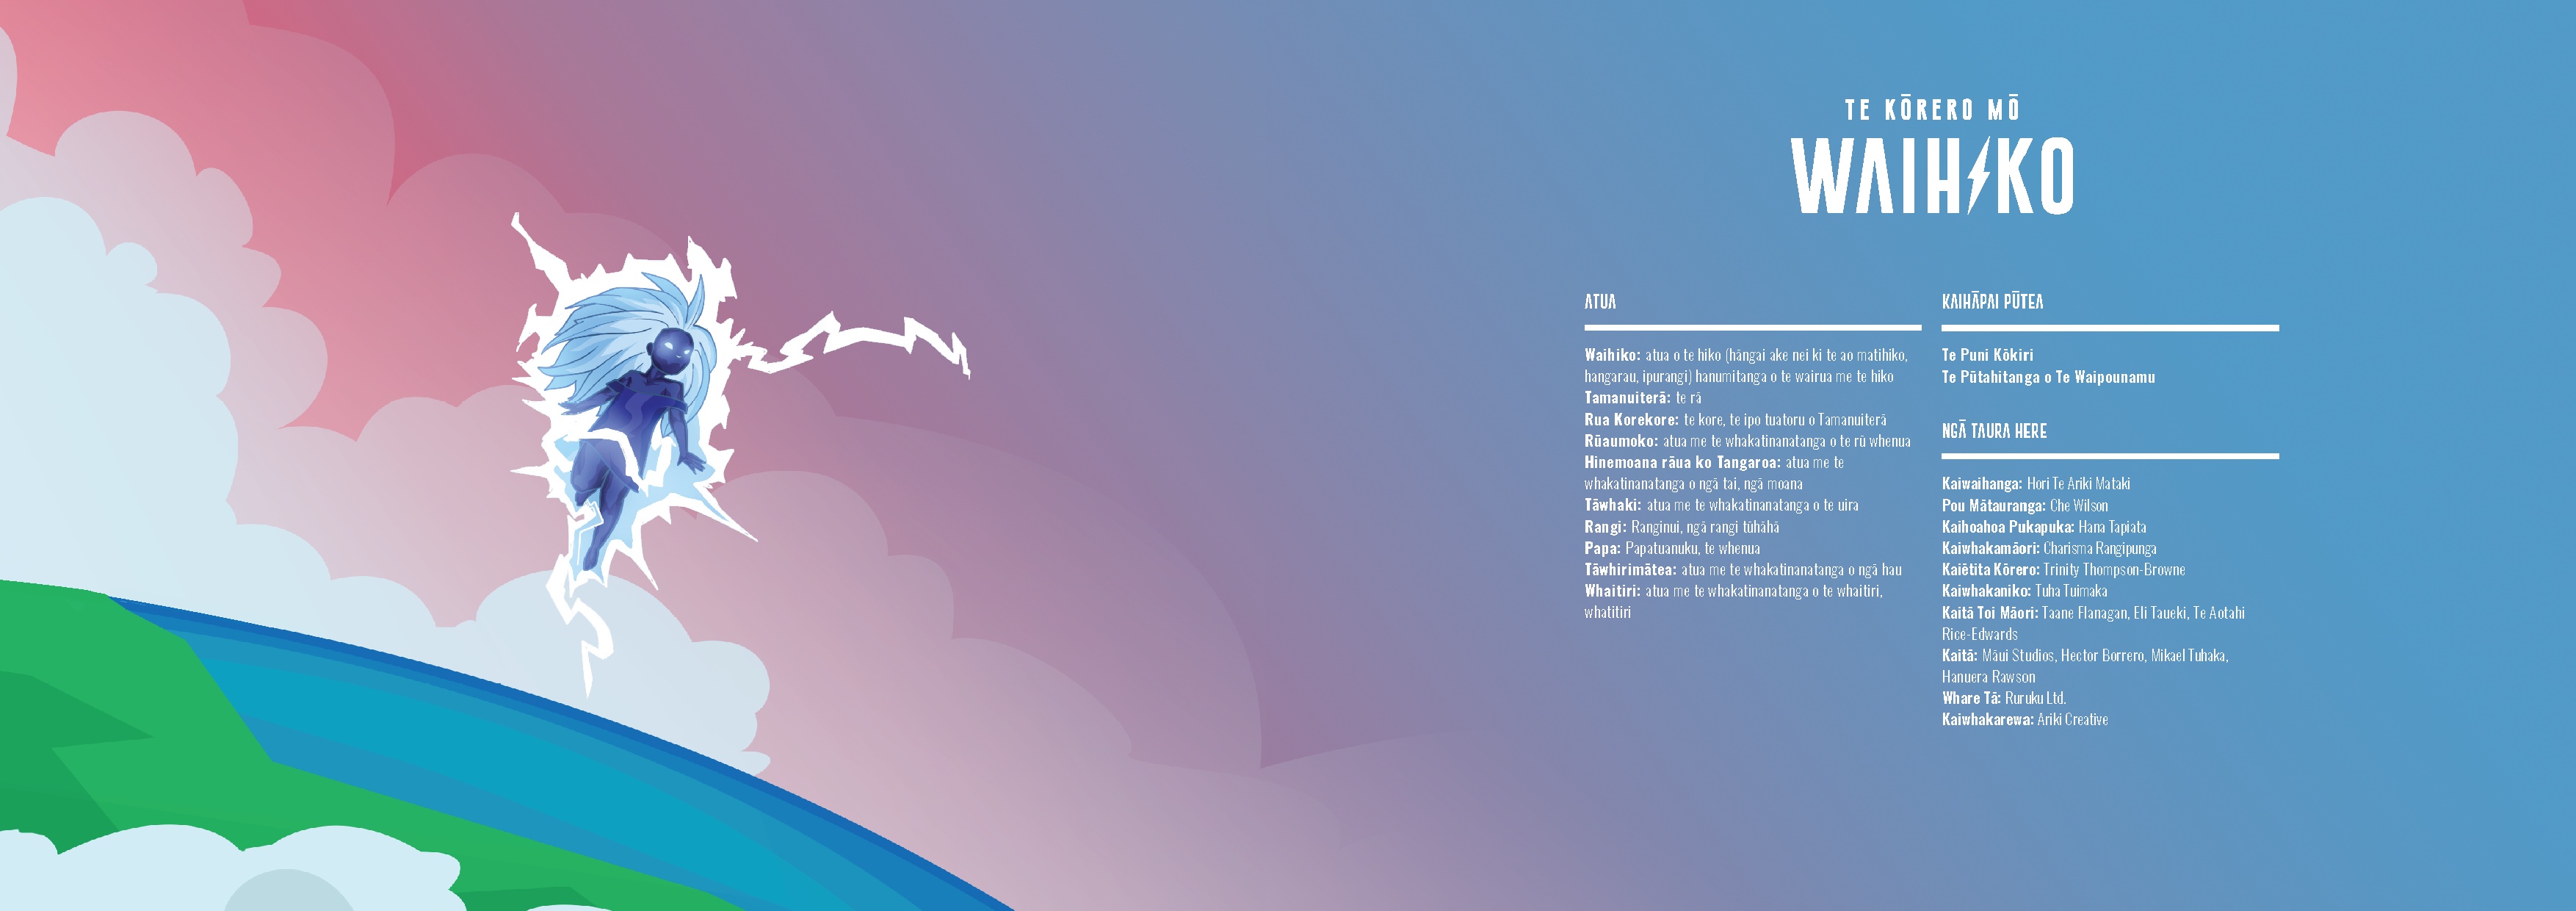 TE KŌRERO MŌ
WAIHIKO
ATUA
Waihiko: atua o te hiko (hāngai ake nei ki te ao matihiko,
hangarau, ipurangi) hanumitanga o te wairua me te hiko
Tamanuiterā: te rā
Rua Korekore: te kore, te ipo tuatoru o Tamanuiterā
Rūaumoko: atua me te whakatinanatanga o te rū whenua
Hinemoana rāua ko Tangaroa: atua me te
whakatinanatanga o ngā tai, ngā moana
Tāwhaki: atua me te whakatinanatanga o te uira
Rangi: Ranginui, ngā rangi tūhāhā
Papa: Papatuanuku, te whenua
Tāwhirimātea: atua me te whakatinanatanga o ngā hau
Whaitiri: atua me te whakatinanatanga o te whaitiri,
whatitiri
KAIHĀPAI PŪTEA
Te Puni Kōkiri
Te Pūtahitanga o Te Waipounamu
NGĀ TAURA HERE
Kaiwaihanga: Hori Te Ariki Mataki
Pou Mātauranga: Che Wilson
Kaihoahoa Pukapuka: Hana Tapiata
Kaiwhakamāori: Charisma Rangipunga
Kaiētita Kōrero: Trinity Thompson-Browne
Kaiwhakaniko: Tuha Tuimaka
Kaitā Toi Māori: Taane Flanagan, Eli Taueki, Te Aotahi
Rice-Edwards
Kaitā: Māui Studios, Hector Borrero, Mikael Tuhaka,
Hanuera Rawson
Whare Tā: Ruruku Ltd.
Kaiwhakarewa: Ariki Creative